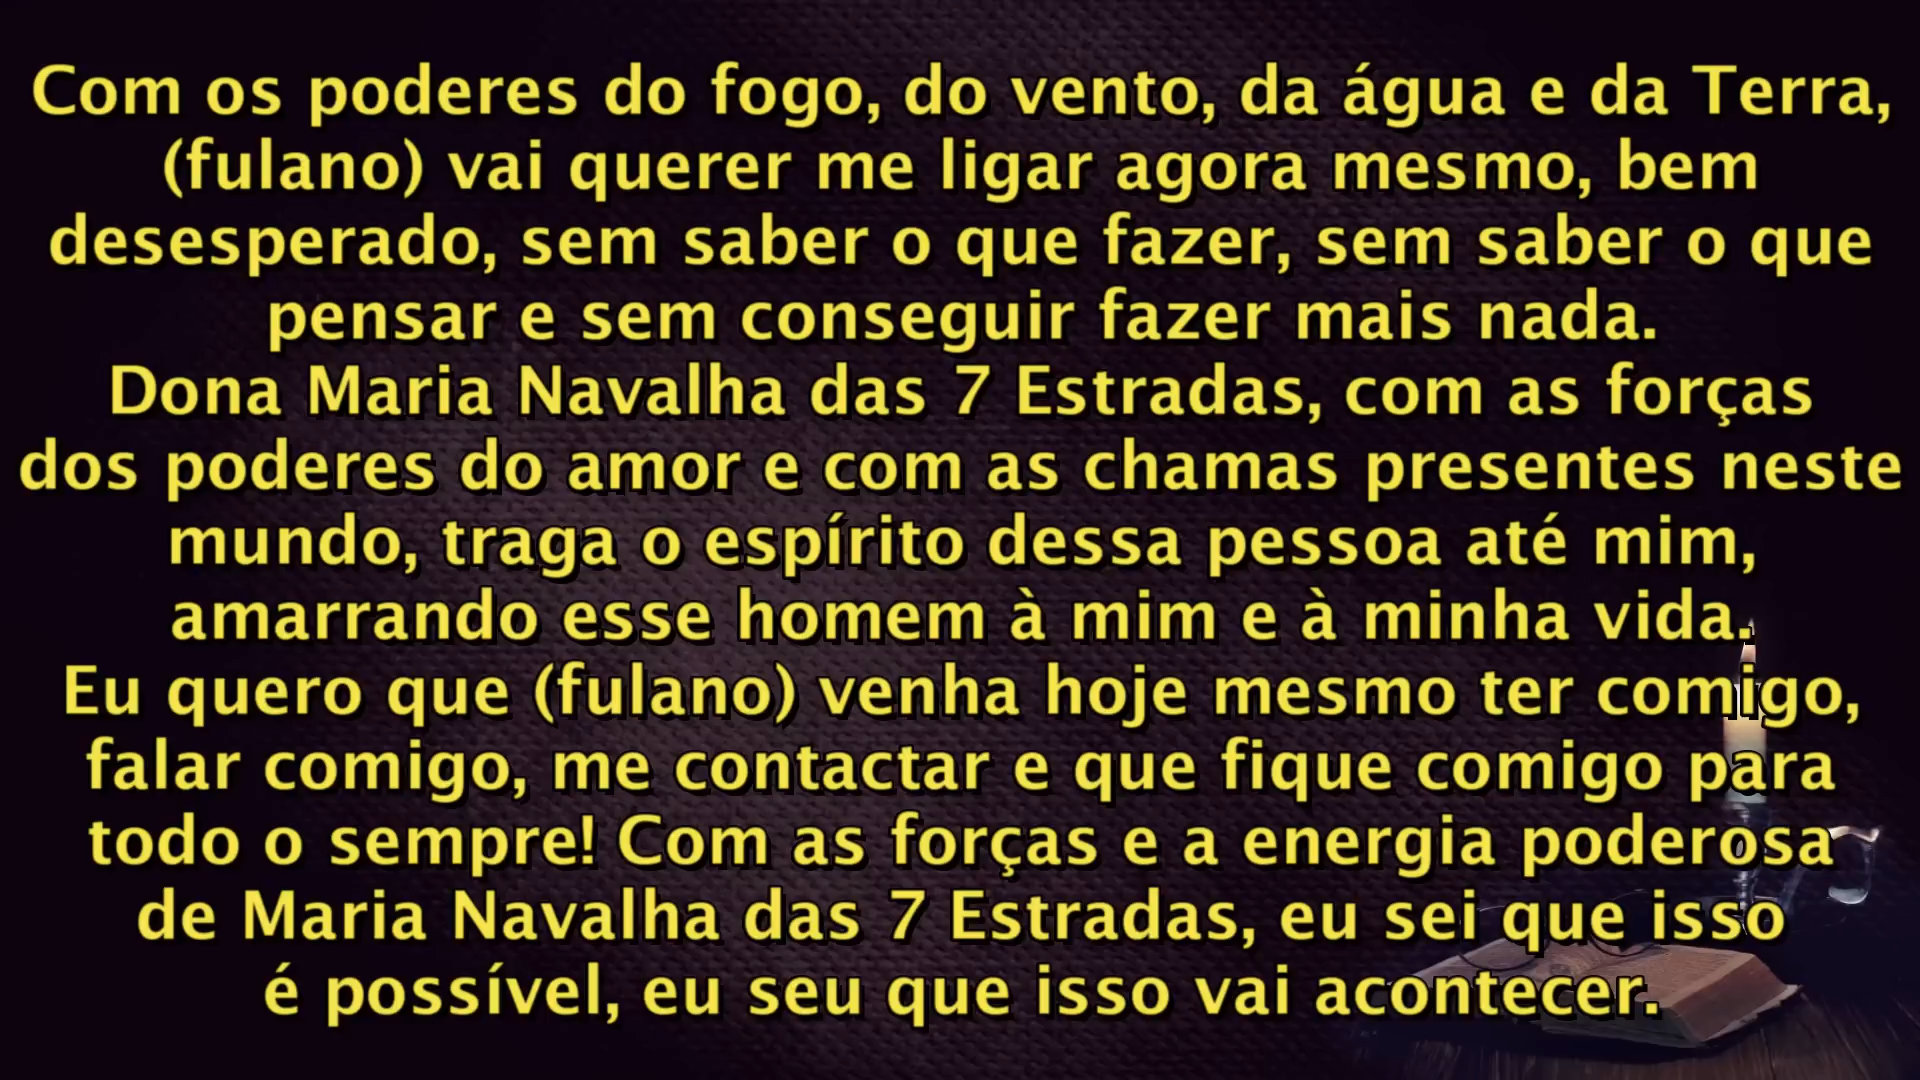 Com os poderes do fogo, do vento, da água e da Terra,
(fulano) vai querer me ligar agora mesmo, bem
desesperado, sem saber o que fazer, sem saber o que
pensar e sem conseguir fazer mais nada.
Dona Maria Navalha das 7 Estradas, com as forças
dos poderes do amor e com as chamas presentes neste
mundo, traga o espírito dessa pessoa até mim,
amarrando esse homem à mim e à minha vida.
Eu quero que (fulano) venha hoje mesmo ter comigo,
falar comigo, me contactar e que fique comigo para
todo o sempre! Com as forças e a energia poderosa
de Maria Navalha das 7 Estradas, eu sei que isso
é possível, eu seu que isso vai acontecer.